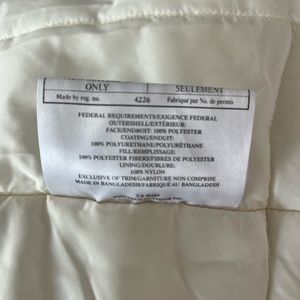 ONLY SEULEMENT
Made by reg. no. 4226 Fabriqué par No. de permis
FEDERAL REQUIREMENTS/EXIGENCE FEDERAL
OUTERSHELL/EXTÉRIEUR:
FACE/ENDROIT: 100% POLYESTER
COATING/ENDUIT:
100% POLYURETHANE/POLYURÉTHANE
FILL/REMPLISSAGE:
100% POLYESTER FIBERS/FIBRES DE POLYESTER
LINING/DOUBLURE:
100% NYLON
EXCLUSIVE OF TRIM/GARNITURE NON COMPRISE
MADE IN BANGLADESH/FABRIQUÉ AU BANGLADESH